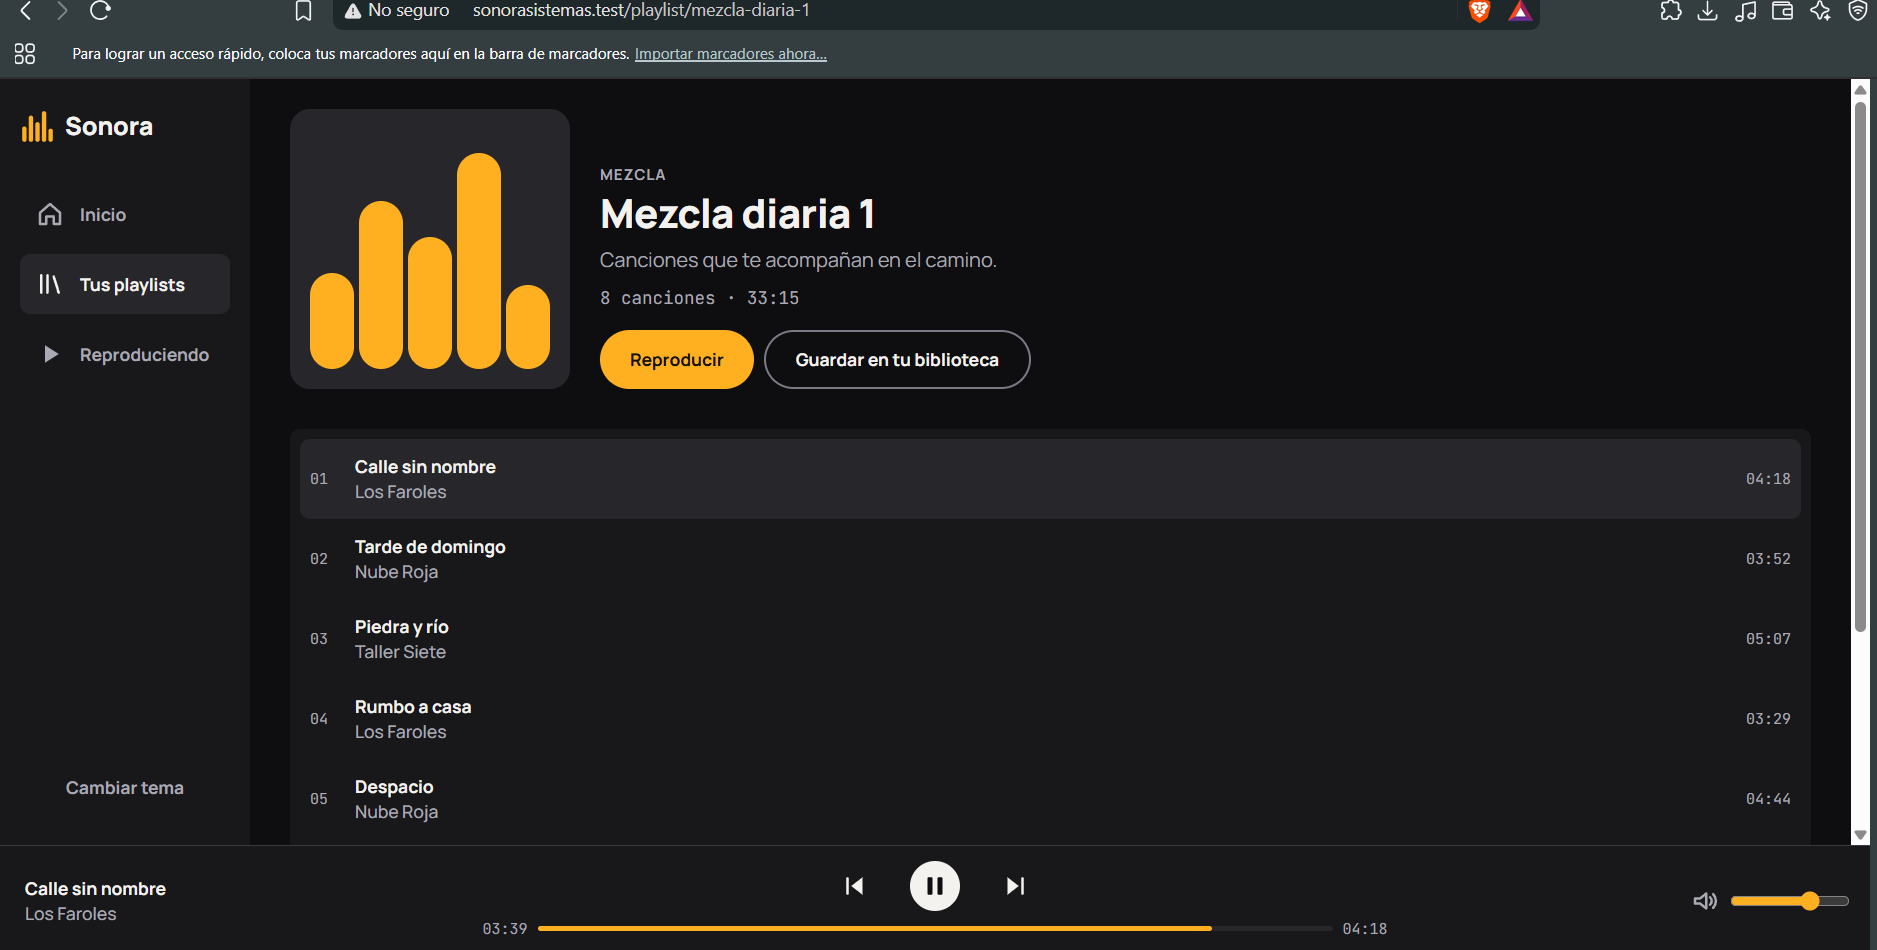 No seguro sonorasistemas.test/playlist/mezcla-diaria-1
Para lograr un acceso rápido, coloca tus marcadores aquí en la barra de marcadores. Importar marcadores ahora...
Sonora
Inicio
Tus playlists
Reproduciendo
Cambiar tema
MEZCLA
Mezcla diaria 1
Canciones que te acompañan en el camino.
8 canciones · 33:15
Reproducir
Guardar en tu biblioteca
01
Calle sin nombre
Los Faroles
04:18
02
Tarde de domingo
Nube Roja
03:52
03
Piedra y río
Taller Siete
05:07
04
Rumbo a casa
Los Faroles
03:29
05
Despacio
Nube Roja
04:44
Calle sin nombre
Los Faroles
03:39
04:18